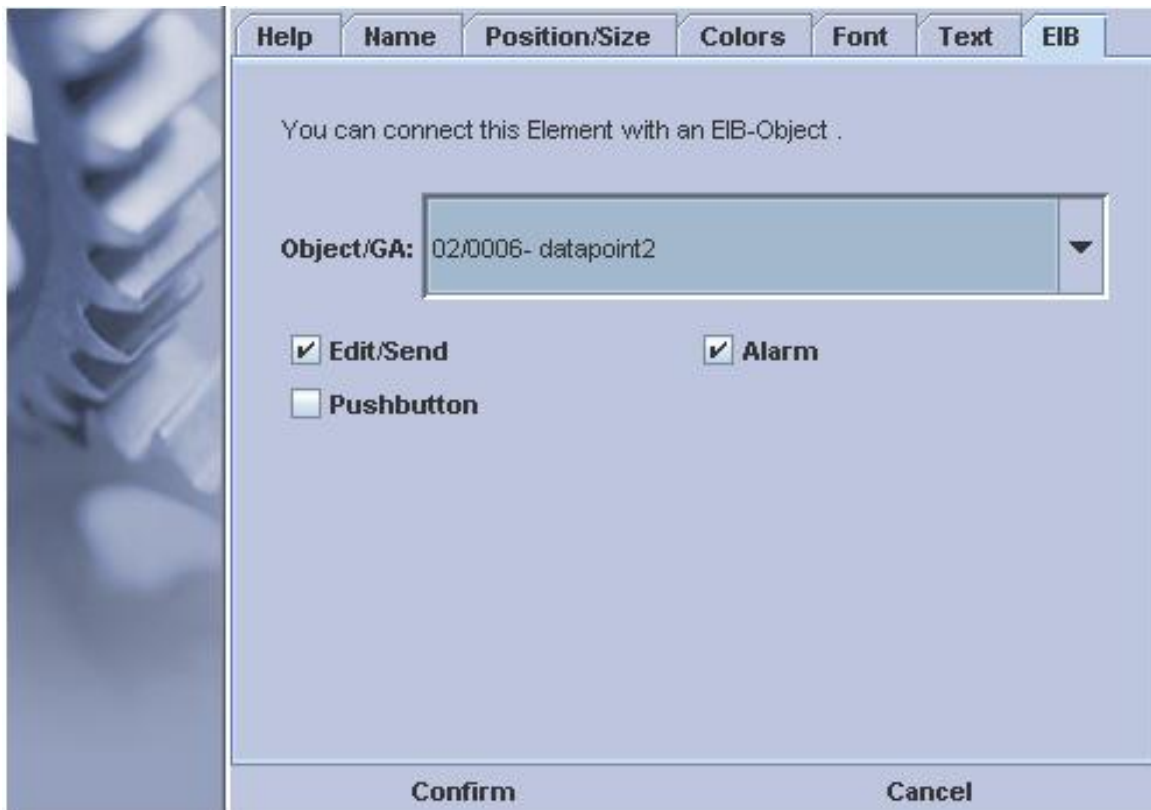 Help Name Position/Size Colors Font Text EIB
You can connect this Element with an EIB-Object .
Object/GA: 02/0006- datapoint2
Edit/Send Alarm
Pushbutton
Confirm Cancel